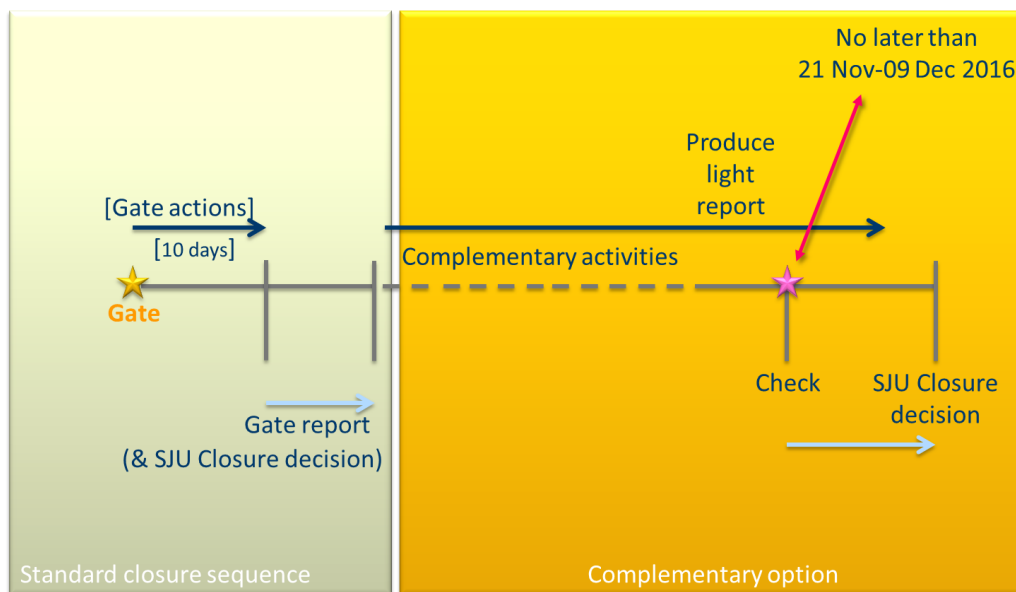 No later than
21 Nov-09 Dec 2016
Produce
light
report
[Gate actions]
[10 days]
Complementary activities
Gate
Check
SJU Closure
decision
Gate report
(& SJU Closure decision)
Standard closure sequence
Complementary option